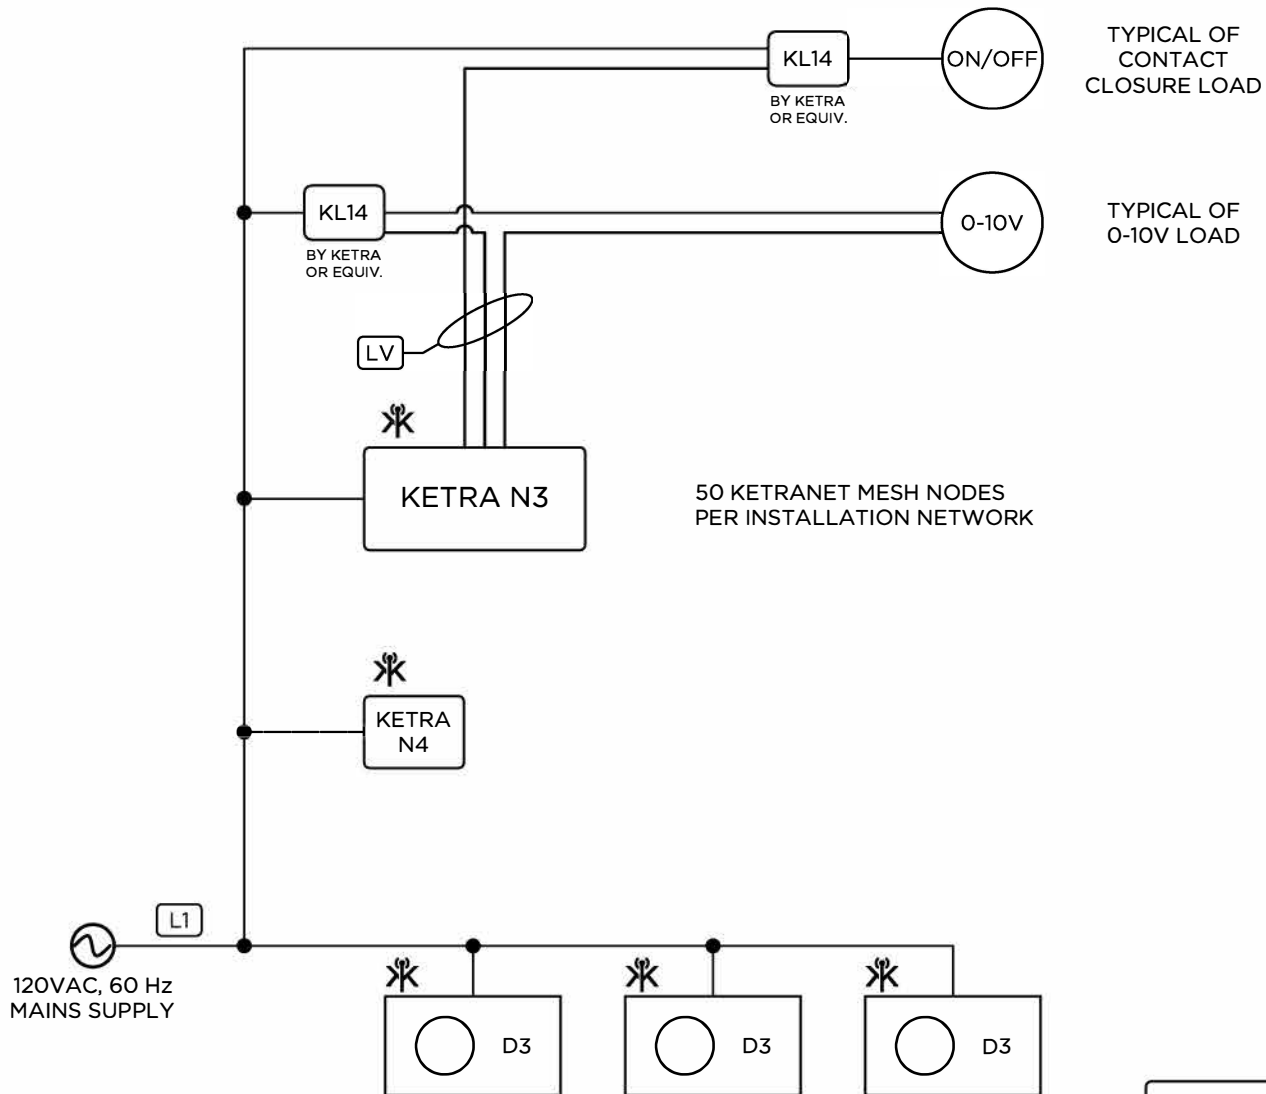 KL14
BY KETRA
OR EQUIV.
ON/OFF
TYPICAL OF
CONTACT
CLOSURE LOAD
KL14
BY KETRA
OR EQUIV.
0-10V
TYPICAL OF
0-10V LOAD
LV
KETRA N3
50 KETRANET MESH NODES
PER INSTALLATION NETWORK
KETRA
N4
L1
120VAC, 60 Hz
MAINS SUPPLY
D3
D3
D3